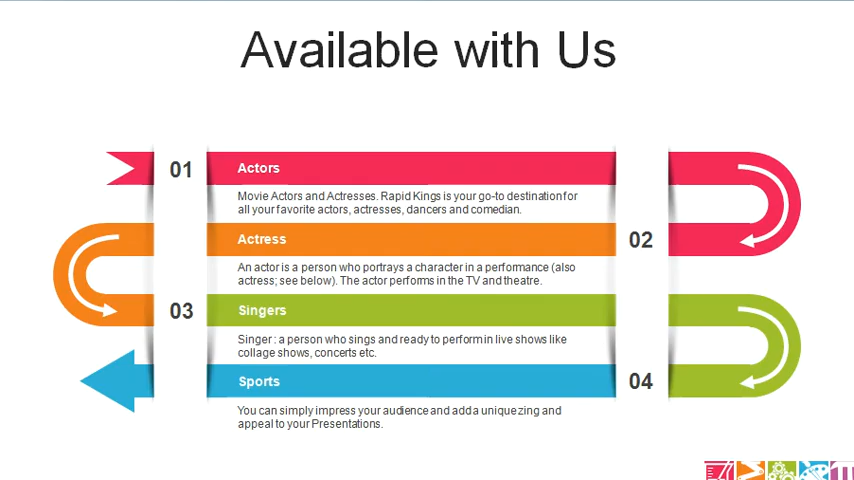 Available with Us
01
Actors
Movie Actors and Actresses. Rapid Kings is your go-to destination for
all your favorite actors, actresses, dancers and comedian.
Actress
02
An actor is a person who portrays a character in a performance (also
actress; see below). The actor performs in the TV and theatre.
03
Singers
Singer : a person who sings and ready to perform in live shows like
collage shows, concerts etc.
Sports
04
You can simply impress your audience and add a unique zing and
appeal to your Presentations.